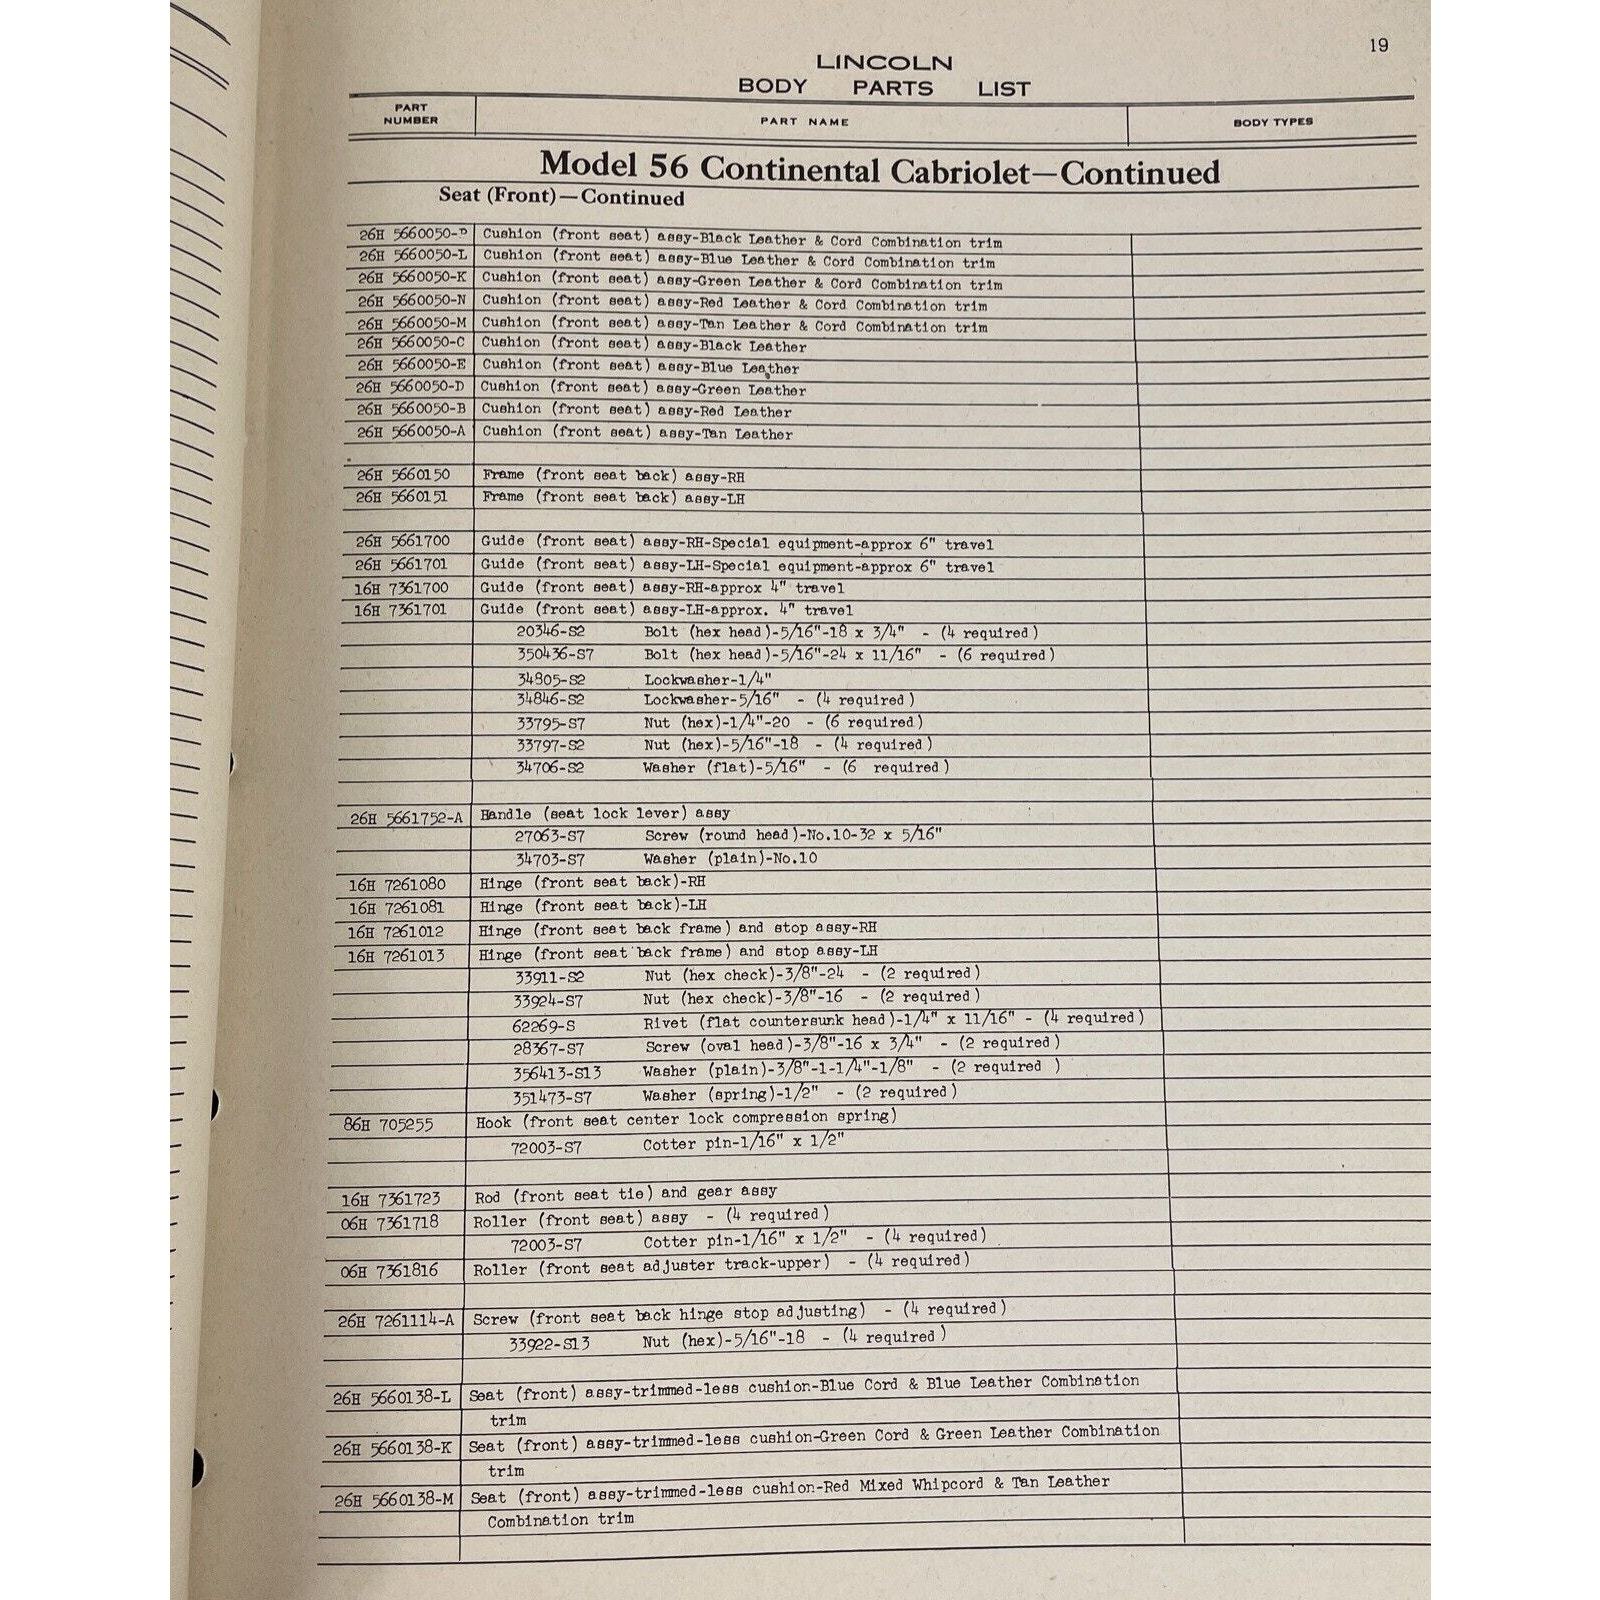 19
LINCOLN
BODY PARTS LIST
PART NUMBER PART NAME BODY TYPES
Model 56 Continental Cabriolet—Continued
Seat (Front)—Continued
26H 5660050-P Cushion (front seat) assy-Black Leather & Cord Combination trim
26H 5660050-L Cushion (front seat) assy-Blue Leather & Cord Combination trim
26H 5660050-K Cushion (front seat) assy-Green Leather & Cord Combination trim
26H 5660050-N Cushion (front seat) assy-Red Leather & Cord Combination trim
26H 5660050-M Cushion (front seat) assy-Tan Leather & Cord Combination trim
26H 5660050-C Cushion (front seat) assy-Black Leather
26H 5660050-E Cushion (front seat) assy-Blue Leather
26H 5660050-D Cushion (front seat) assy-Green Leather
26H 5660050-B Cushion (front seat) assy-Red Leather
26H 5660050-A Cushion (front seat) assy-Tan Leather
26H 5660150 Frame (front seat back) assy-RH
26H 5660151 Frame (front seat back) assy-LH
26H 5661700 Guide (front seat) assy-RH-Special equipment-approx 6" travel
26H 5661701 Guide (front seat) assy-LH-Special equipment-approx 6" travel
16H 7361700 Guide (front seat) assy-RH-approx 4" travel
16H 7361701 Guide (front seat) assy-LH-approx. 4" travel
20346-S2 Bolt (hex head)-5/16"-18 x 3/4" - (4 required)
350436-S7 Bolt (hex head)-5/16"-24 x 11/16" - (6 required)
34805-S2 Lockwasher-1/4"
34846-S2 Lockwasher-5/16" - (4 required)
33795-S7 Nut (hex)-1/4"-20 - (6 required)
33797-S2 Nut (hex)-5/16"-18 - (4 required)
34706-S2 Washer (flat)-5/16" - (6 required)
26H 5661752-A Handle (seat lock lever) assy
27063-S7 Screw (round head)-No.10-32 x 5/16"
34703-S7 Washer (plain)-No.10
16H 7261080 Hinge (front seat back)-RH
16H 7261081 Hinge (front seat back)-LH
16H 7261012 Hinge (front seat back frame) and stop assy-RH
16H 7261013 Hinge (front seat back frame) and stop assy-LH
33911-S2 Nut (hex check)-3/8"-24 - (2 required)
33924-S7 Nut (hex check)-3/8"-16 - (2 required)
62269-S Rivet (flat countersunk head)-1/4" x 11/16" - (4 required)
28367-S7 Screw (oval head)-3/8"-16 x 3/4" - (2 required)
356413-S13 Washer (plain)-3/8"-1-1/4"-1/8" - (2 required )
351473-S7 Washer (spring)-1/2" - (2 required)
86H 705255 Hook (front seat center lock compression spring)
72003-S7 Cotter pin-1/16" x 1/2"
16H 7361723 Rod (front seat tie) and gear assy
06H 7361718 Roller (front seat) assy - (4 required)
72003-S7 Cotter pin-1/16" x 1/2" - (4 required)
06H 7361816 Roller (front seat adjuster track-upper) - (4 required)
26H 7261114-A Screw (front seat back hinge stop adjusting) - (4 required)
33922-S13 Nut (hex)-5/16"-18 - (4 required)
26H 5660138-L Seat (front) assy-trimmed-less cushion-Blue Cord & Blue Leather Combination
trim
26H 5660138-K Seat (front) assy-trimmed-less cushion-Green Cord & Green Leather Combination
trim
26H 5660138-M Seat (front) assy-trimmed-less cushion-Red Mixed Whipcord & Tan Leather
Combination trim